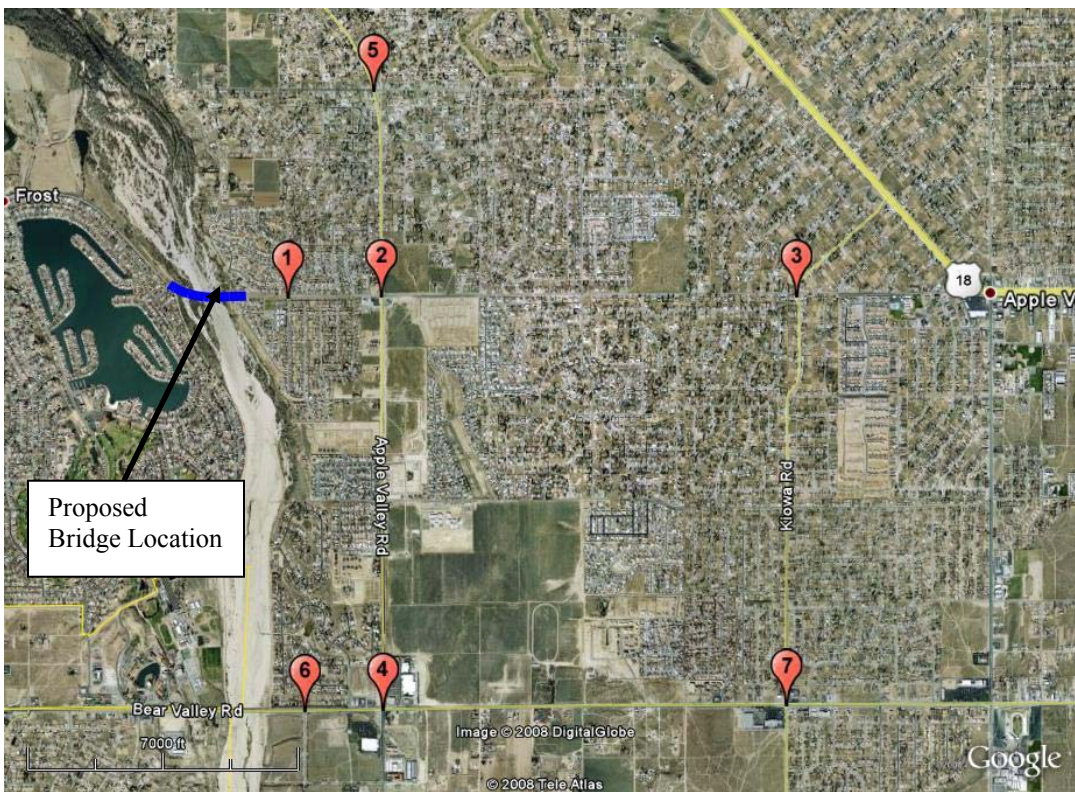 5
Frost
1
2
3
18
Apple V
Apple Valley Rd
Kiowa Rd
Proposed
Bridge Location
6
4
7
Bear Valley Rd
7000 ft
Image © 2008 DigitalGlobe
© 2008 Tele Atlas
Google